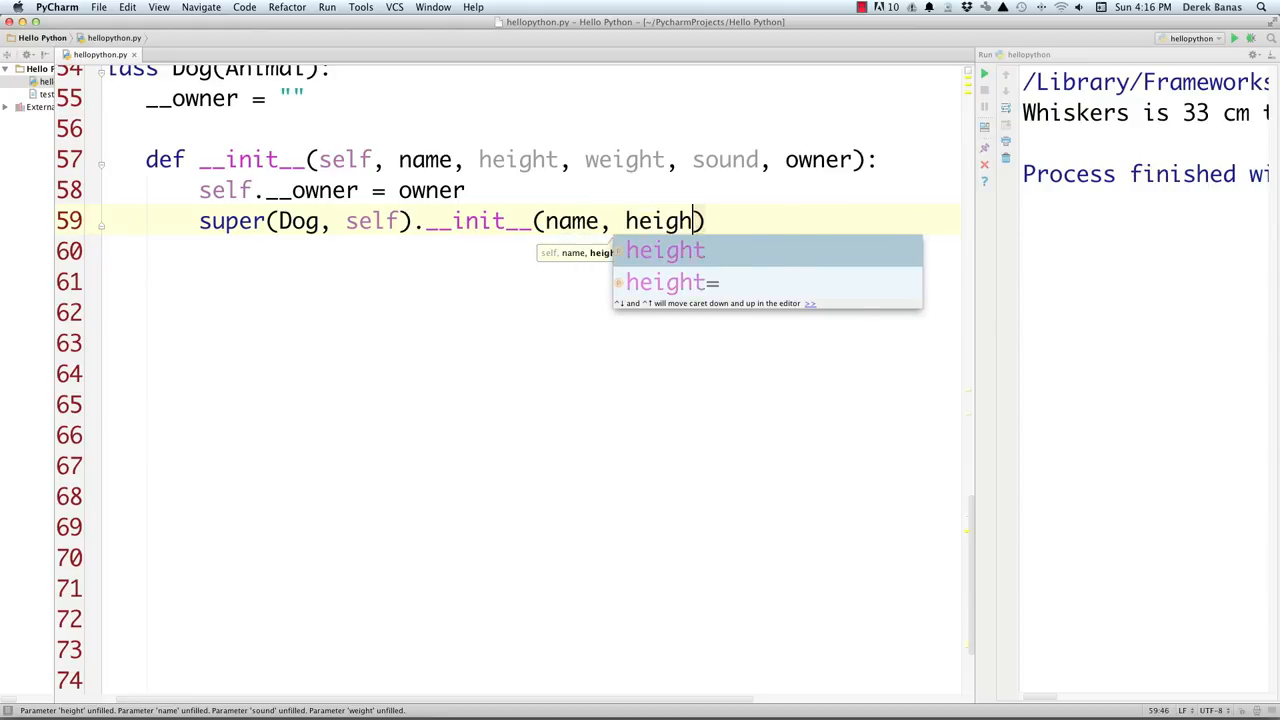 PyCharm File Edit View Navigate Code Refactor Run Tools VCS Window Help 10 Sun 4:16 PM Derek Banas
hellopython.py - Hello Python - [~/PycharmProjects/Hello Python]
Hello Python hellopython.py hellopython
hellopython.py Run hellopython
Hello Python
hell
test
Externa
54 lass Dog(Animal):
55 __owner = ""
56
57 def __init__(self, name, height, weight, sound, owner):
58 self.__owner = owner
59 super(Dog, self).__init__(name, heigh)
60
self, name, heigh
height
height=
^↓ and ^↑ will move caret down and up in the editor >>
61
62
63
64
65
66
67
68
69
70
71
72
73
74
/Library/Frameworks
Whiskers is 33 cm t
Process finished wi
Parameter 'height' unfilled. Parameter 'name' unfilled. Parameter 'sound' unfilled. Parameter 'weight' unfilled. 59:46 LF UTF-8